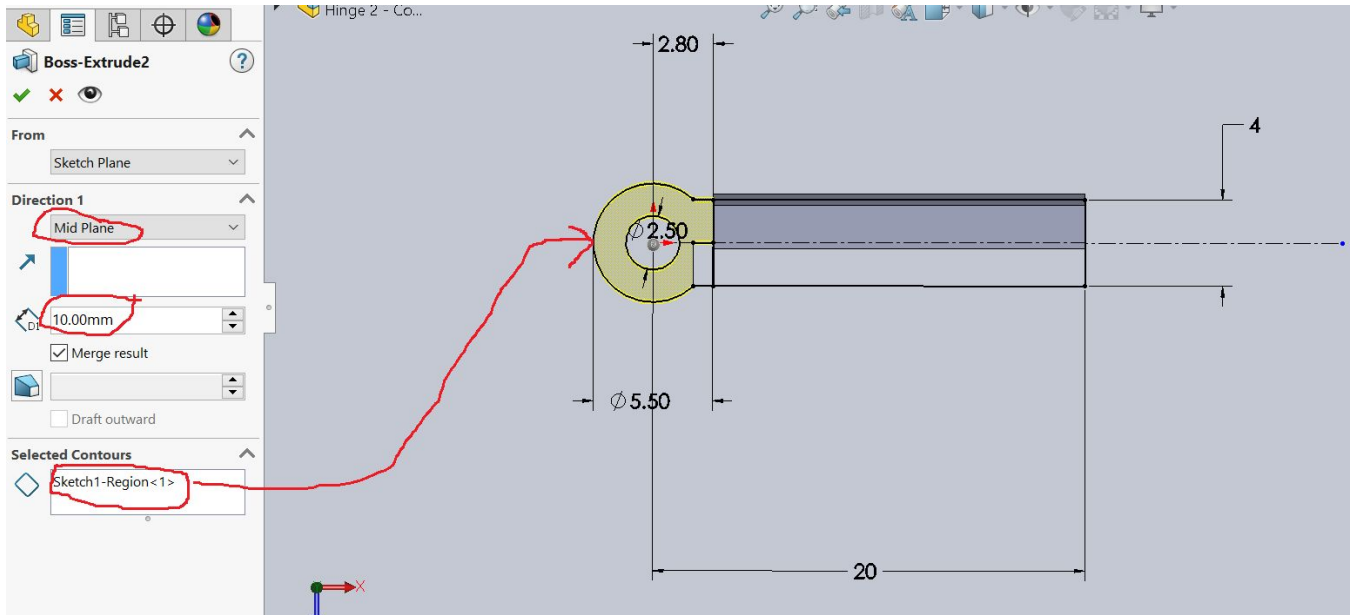 Hinge 2 - Co...
Boss-Extrude2
?
From
Sketch Plane
Direction 1
Mid Plane
D1
10.00mm
Merge result
Draft outward
Selected Contours
Sketch1-Region<1>
2.80
4
∅2.50
∅5.50
20
X